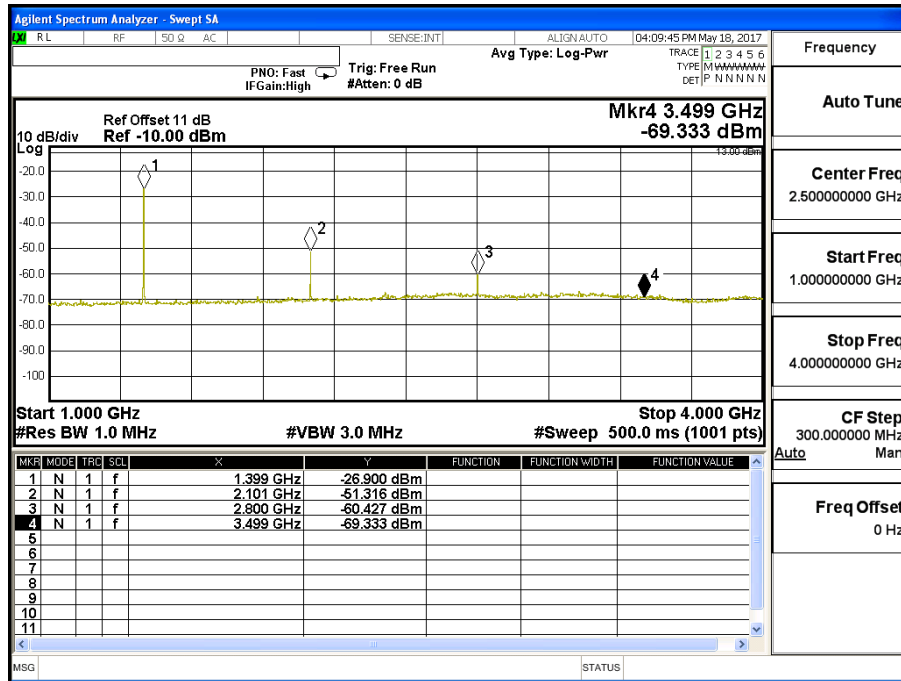 Agilent Spectrum Analyzer - Swept SA
LXI RL RF 50 Ω AC SENSE:INT ALIGN AUTO 04:09:45 PM May 18, 2017
Avg Type: Log-Pwr
TRACE 1 2 3 4 5 6
TYPE MWWWWW
DET P N N N N N
PNO: Fast
IFGain:High
Trig: Free Run
#Atten: 0 dB
Mkr4 3.499 GHz
-69.333 dBm
Ref Offset 11 dB
Ref -10.00 dBm
10 dB/div
Log
-13.00 dBm
-20.0
-30.0
-40.0
-50.0
-60.0
-70.0
-80.0
-90.0
-100
1
2
3
4
Start 1.000 GHz
Stop 4.000 GHz
#Res BW 1.0 MHz
#VBW 3.0 MHz
#Sweep 500.0 ms (1001 pts)
MKR MODE TRC SCL X Y FUNCTION FUNCTION WIDTH FUNCTION VALUE
1 N 1 f 1.399 GHz -26.900 dBm
2 N 1 f 2.101 GHz -51.316 dBm
3 N 1 f 2.800 GHz -60.427 dBm
4 N 1 f 3.499 GHz -69.333 dBm
5
6
7
8
9
10
11
MSG
STATUS
Frequency
Auto Tune
Center Freq
2.500000000 GHz
Start Freq
1.000000000 GHz
Stop Freq
4.000000000 GHz
CF Step
300.000000 MHz
Auto Man
Freq Offset
0 Hz